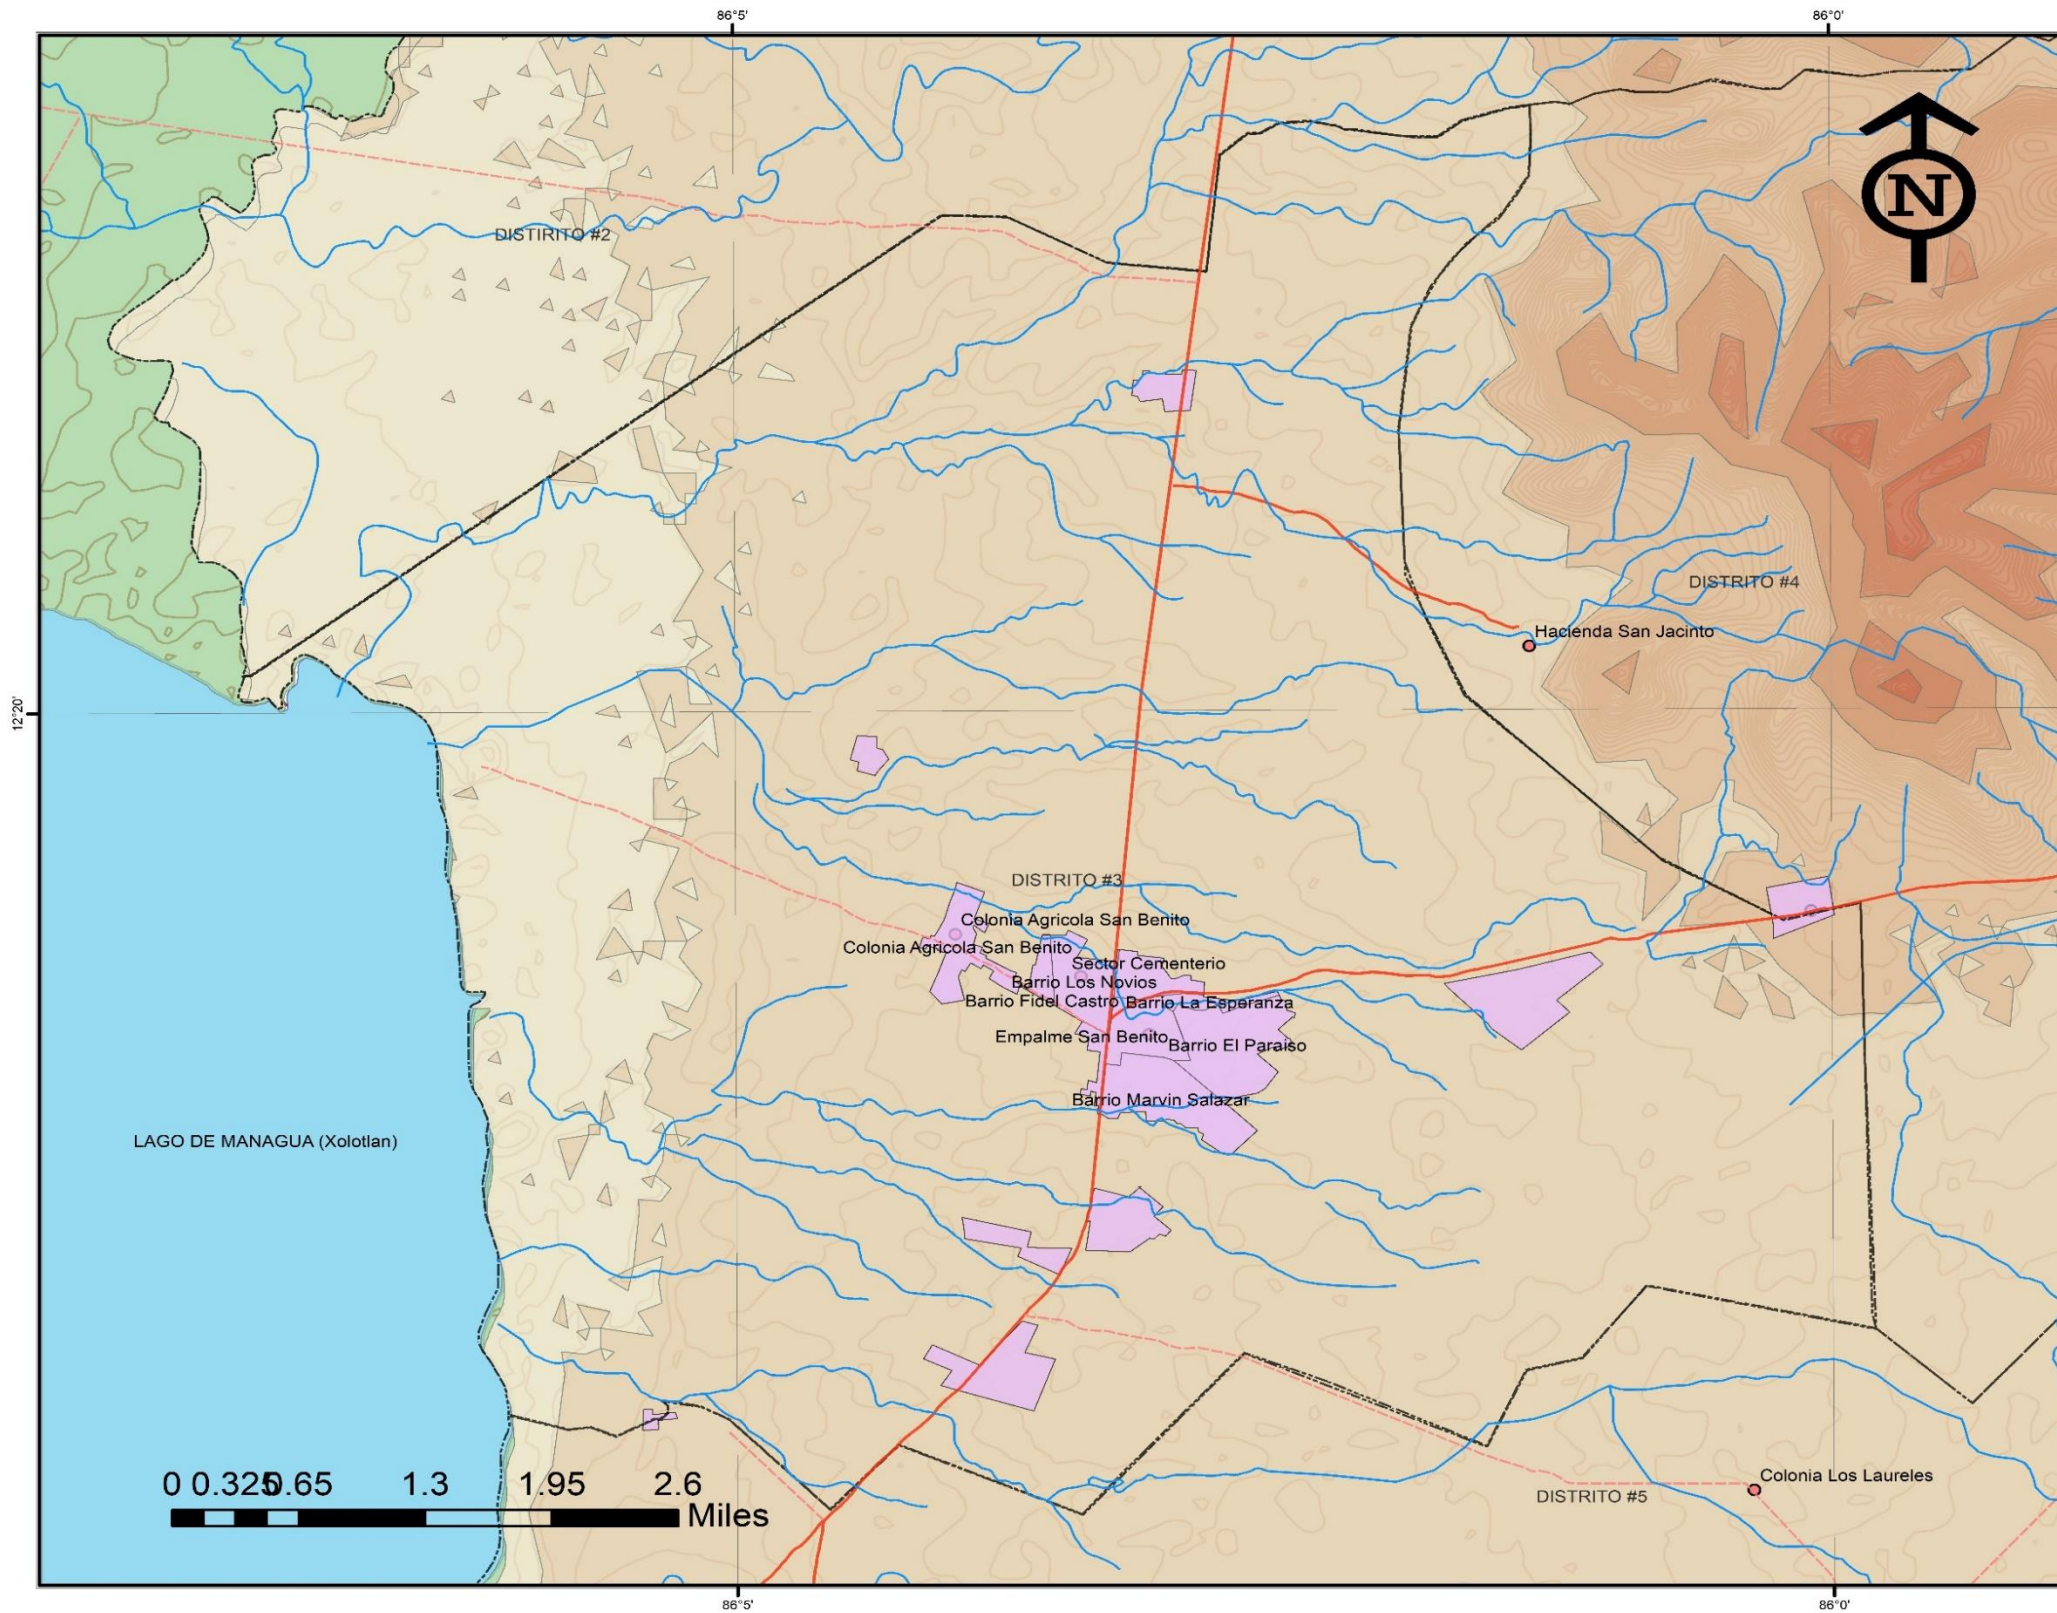 86°5'
86°0'
N
DISTIRITO #2
DISTRITO #4
Hacienda San Jacinto
12°20'
DISTRITO #3
Colonia Agricola San Benito
Colonia Agricola San Benito
Sector Cementerio
Barrio Los Novios
Barrio Fidel Castro
Barrio La Esperanza
Empalme San Benito
Barrio El Paraiso
Barrio Marvin Salazar
LAGO DE MANAGUA (Xolotlan)
Colonia Los Laureles
DISTRITO #5
0 0.325 0.65 1.3 1.95 2.6
Miles
86°5'
86°0'